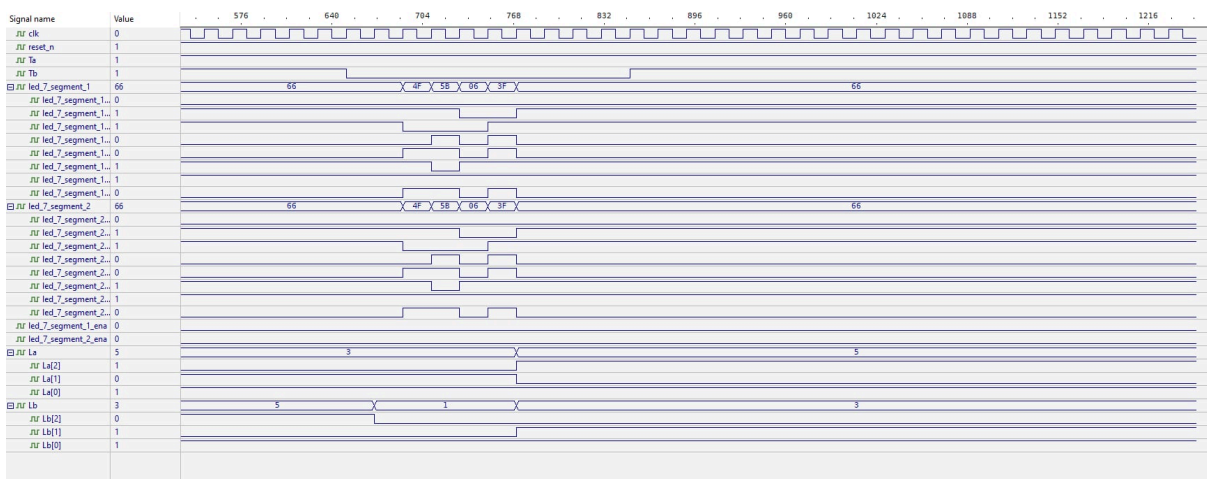 Signal name Value 576 640 704 768 832 896 960 1024 1088 1152 1216
clk 0
reset_n 1
Ta 1
Tb 1
led_7_segment_1 66 66 4F 5B 06 3F 66
led_7_segment_1... 0
led_7_segment_1... 1
led_7_segment_1... 1
led_7_segment_1... 0
led_7_segment_1... 0
led_7_segment_1... 1
led_7_segment_1... 1
led_7_segment_1... 0
led_7_segment_2 66 66 4F 5B 06 3F 66
led_7_segment_2... 0
led_7_segment_2... 1
led_7_segment_2... 1
led_7_segment_2... 0
led_7_segment_2... 0
led_7_segment_2... 1
led_7_segment_2... 1
led_7_segment_2... 0
led_7_segment_1_ena 0
led_7_segment_2_ena 0
La 5 3 5
La[2] 1
La[1] 0
La[0] 1
Lb 3 5 1 3
Lb[2] 0
Lb[1] 1
Lb[0] 1